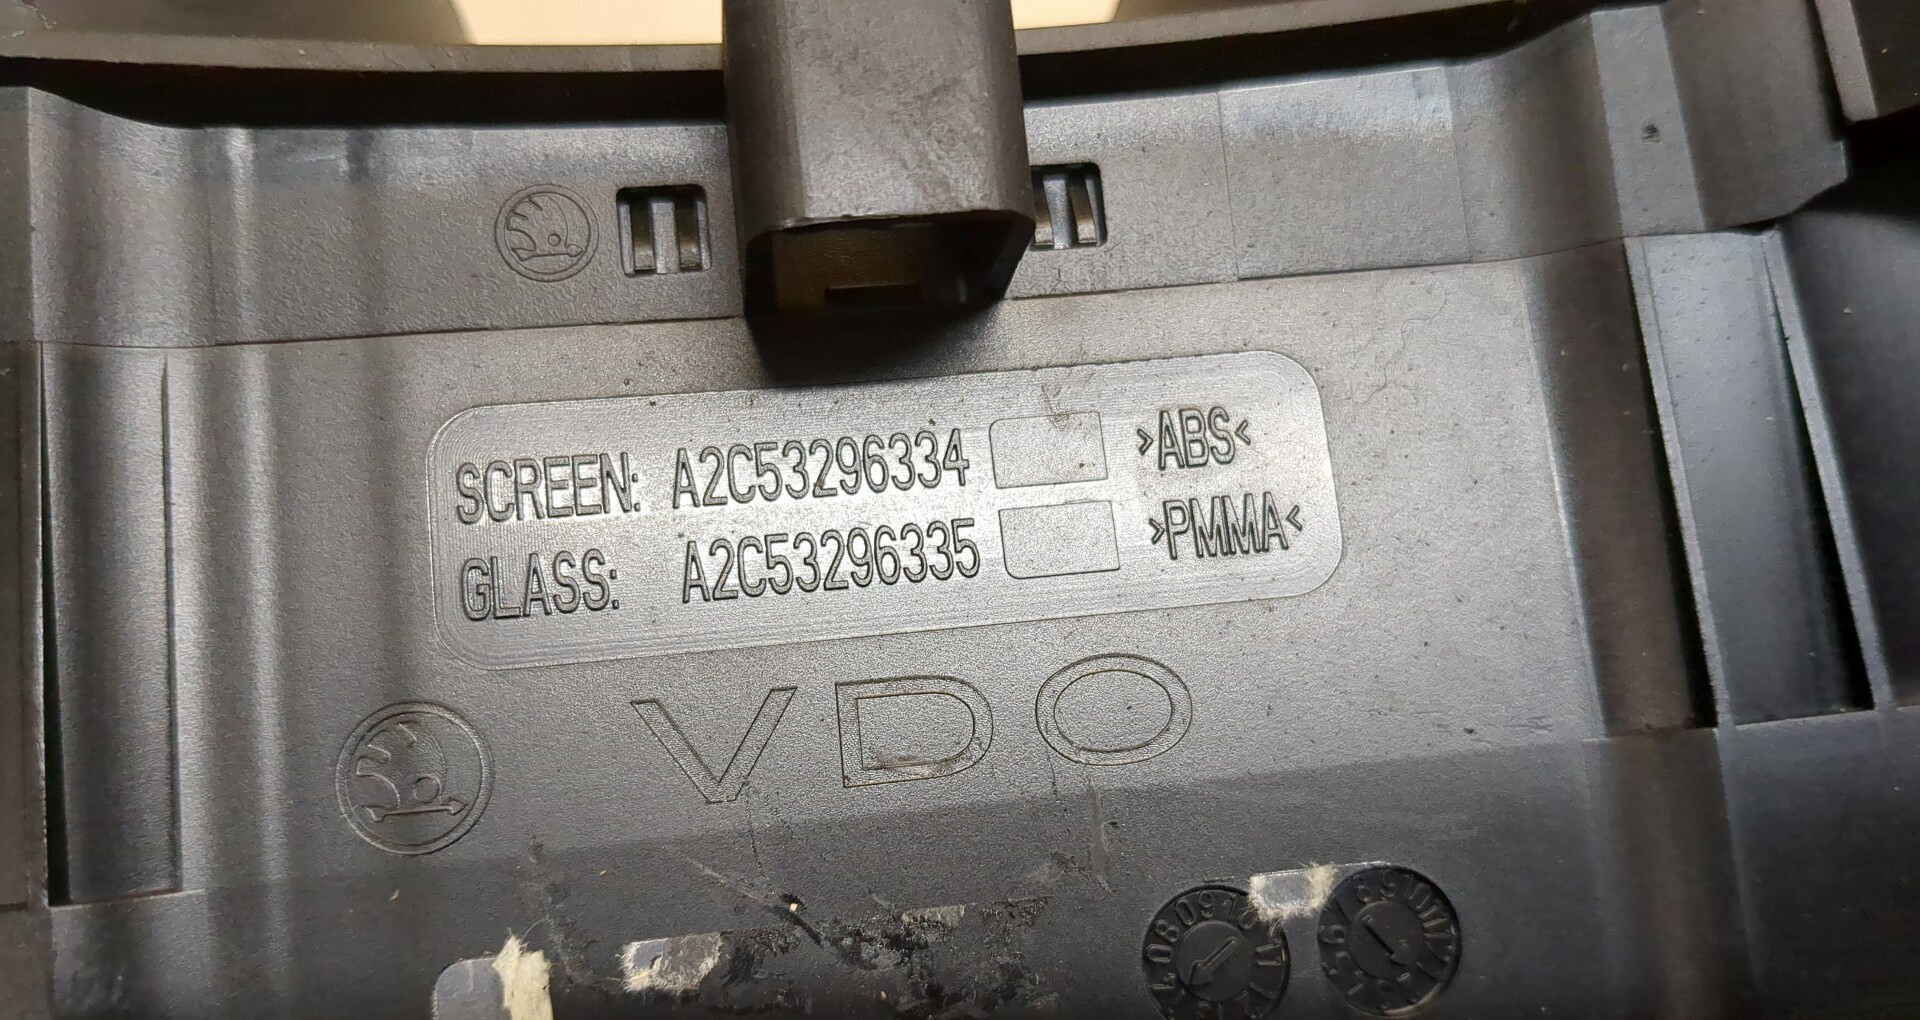 SCREEN: A2C53296334 >ABS<
GLASS: A2C53296335 >PMMA<
VDO